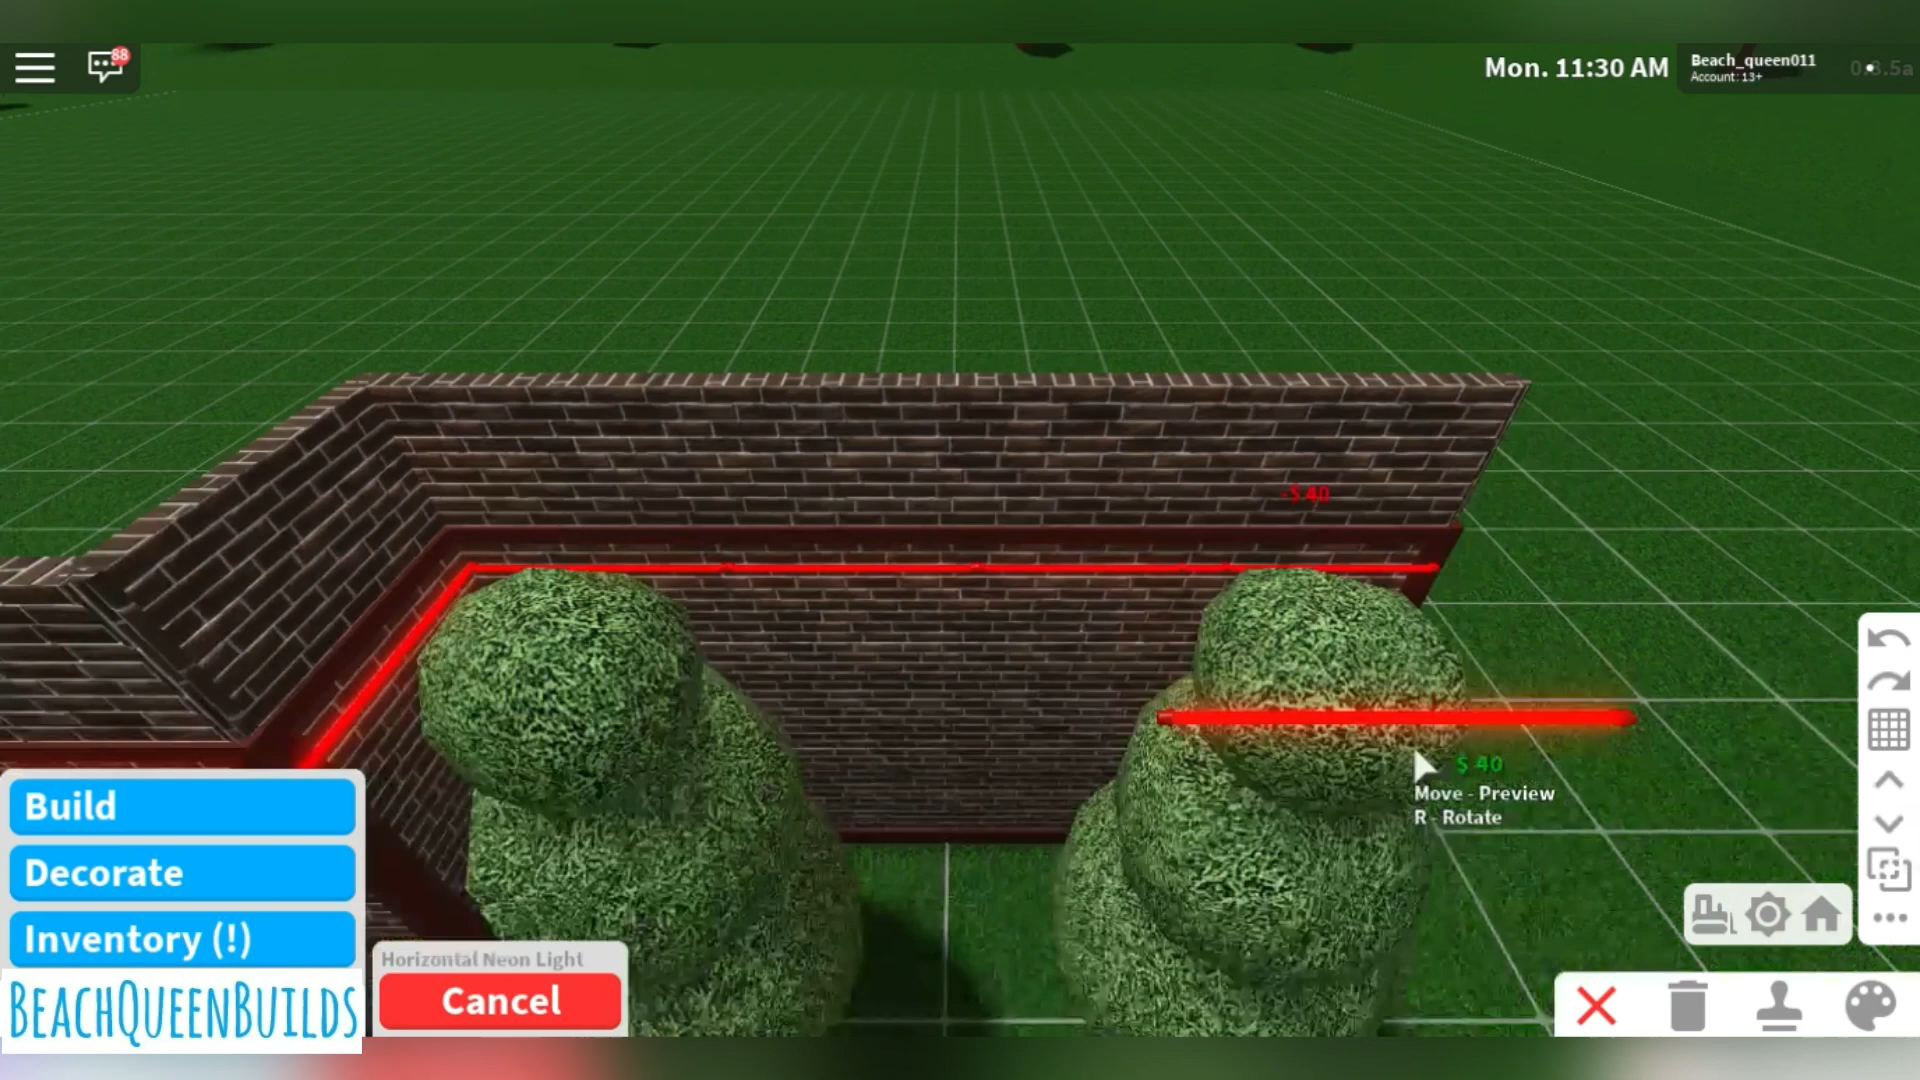 88
Mon. 11:30 AM
Beach_queen011
Account: 13+
-$ 40
$ 40
Move - Preview
R - Rotate
Build
Decorate
Inventory (!)
BEACHQUEENBUILDS
Horizontal Neon Light
Cancel